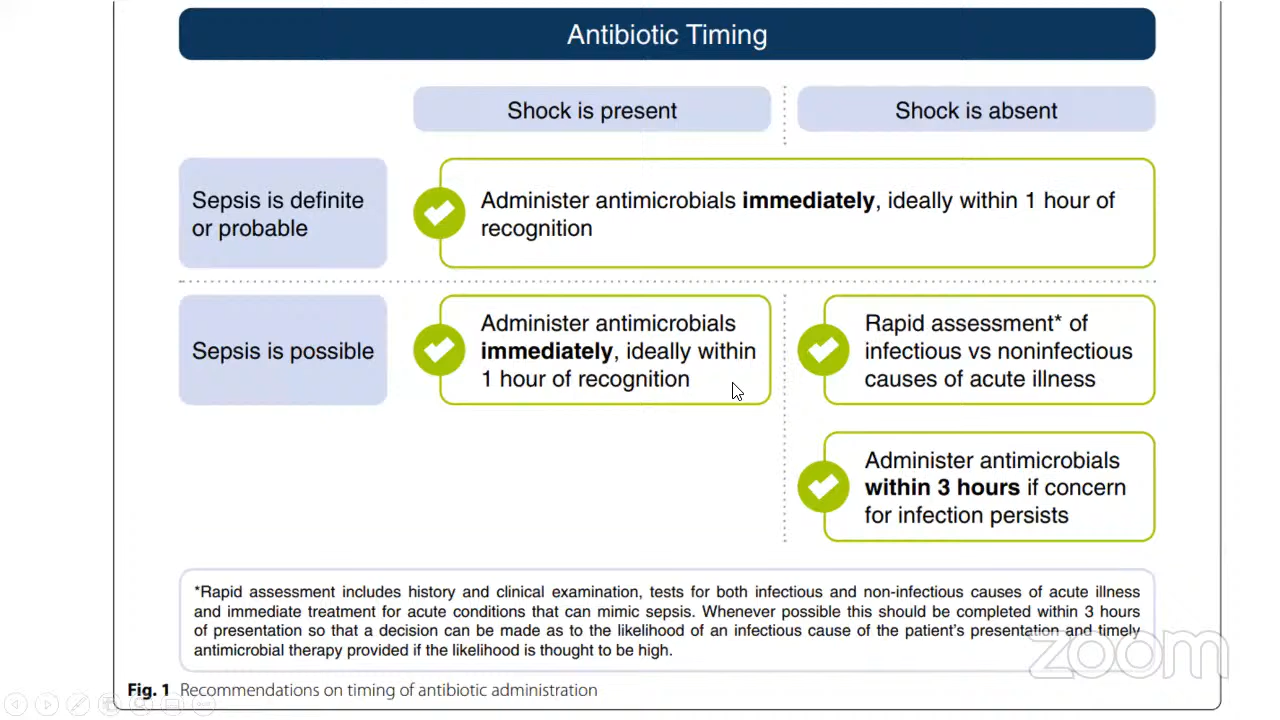 Antibiotic Timing
Shock is present
Shock is absent
Sepsis is definite
or probable
Administer antimicrobials immediately, ideally within 1 hour of
recognition
Sepsis is possible
Administer antimicrobials
immediately, ideally within
1 hour of recognition
Rapid assessment* of
infectious vs noninfectious
causes of acute illness
Administer antimicrobials
within 3 hours if concern
for infection persists
*Rapid assessment includes history and clinical examination, tests for both infectious and non-infectious causes of acute illness
and immediate treatment for acute conditions that can mimic sepsis. Whenever possible this should be completed within 3 hours
of presentation so that a decision can be made as to the likelihood of an infectious cause of the patient's presentation and timely
antimicrobial therapy provided if the likelihood is thought to be high.
zoom
Fig. 1 Recommendations on timing of antibiotic administration